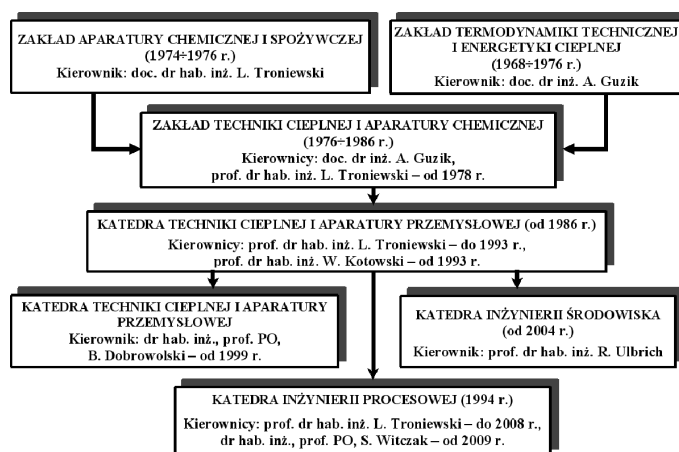 ZAKŁAD APARATURY CHEMICZNEJ I SPOŻYWCZEJ
(1974÷1976 r.)
Kierownik: doc. dr hab. inż. L. Troniewski
ZAKŁAD TERMODYNAMIKI TECHNICZNEJ
I ENERGETYKI CIEPLNEJ
(1968÷1976 r.)
Kierownik: doc. dr inż. A. Guzik
ZAKŁAD TECHNIKI CIEPLNEJ I APARATURY CHEMICZNEJ
(1976÷1986 r.)
Kierownicy: doc. dr inż. A. Guzik,
prof. dr hab. inż. L. Troniewski – od 1978 r.
KATEDRA TECHNIKI CIEPLNEJ I APARATURY PRZEMYSŁOWEJ (od 1986 r.)
Kierownicy: prof. dr hab. inż. L. Troniewski – do 1993 r.,
prof. dr hab. inż. W. Kotowski – od 1993 r.
KATEDRA TECHNIKI CIEPLNEJ I APARATURY
PRZEMYSŁOWEJ
Kierownik: dr hab. inż., prof. PO,
B. Dobrowolski – od 1999 r.
KATEDRA INŻYNIERII ŚRODOWISKA
(od 2004 r.)
Kierownik: prof. dr hab. inż. R. Ulbrich
KATEDRA INŻYNIERII PROCESOWEJ (1994 r.)
Kierownicy: prof. dr hab. inż. L. Troniewski – do 2008 r.,
dr hab. inż., prof. PO, S. Witczak – od 2009 r.